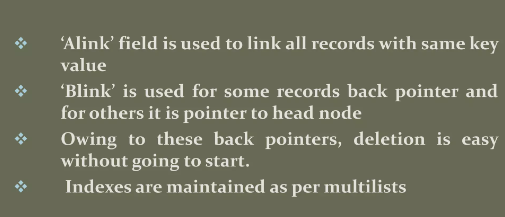 ‘Alink’ field is used to link all records with same key
value
‘Blink’ is used for some records back pointer and
for others it is pointer to head node
Owing to these back pointers, deletion is easy
without going to start.
Indexes are maintained as per multilists